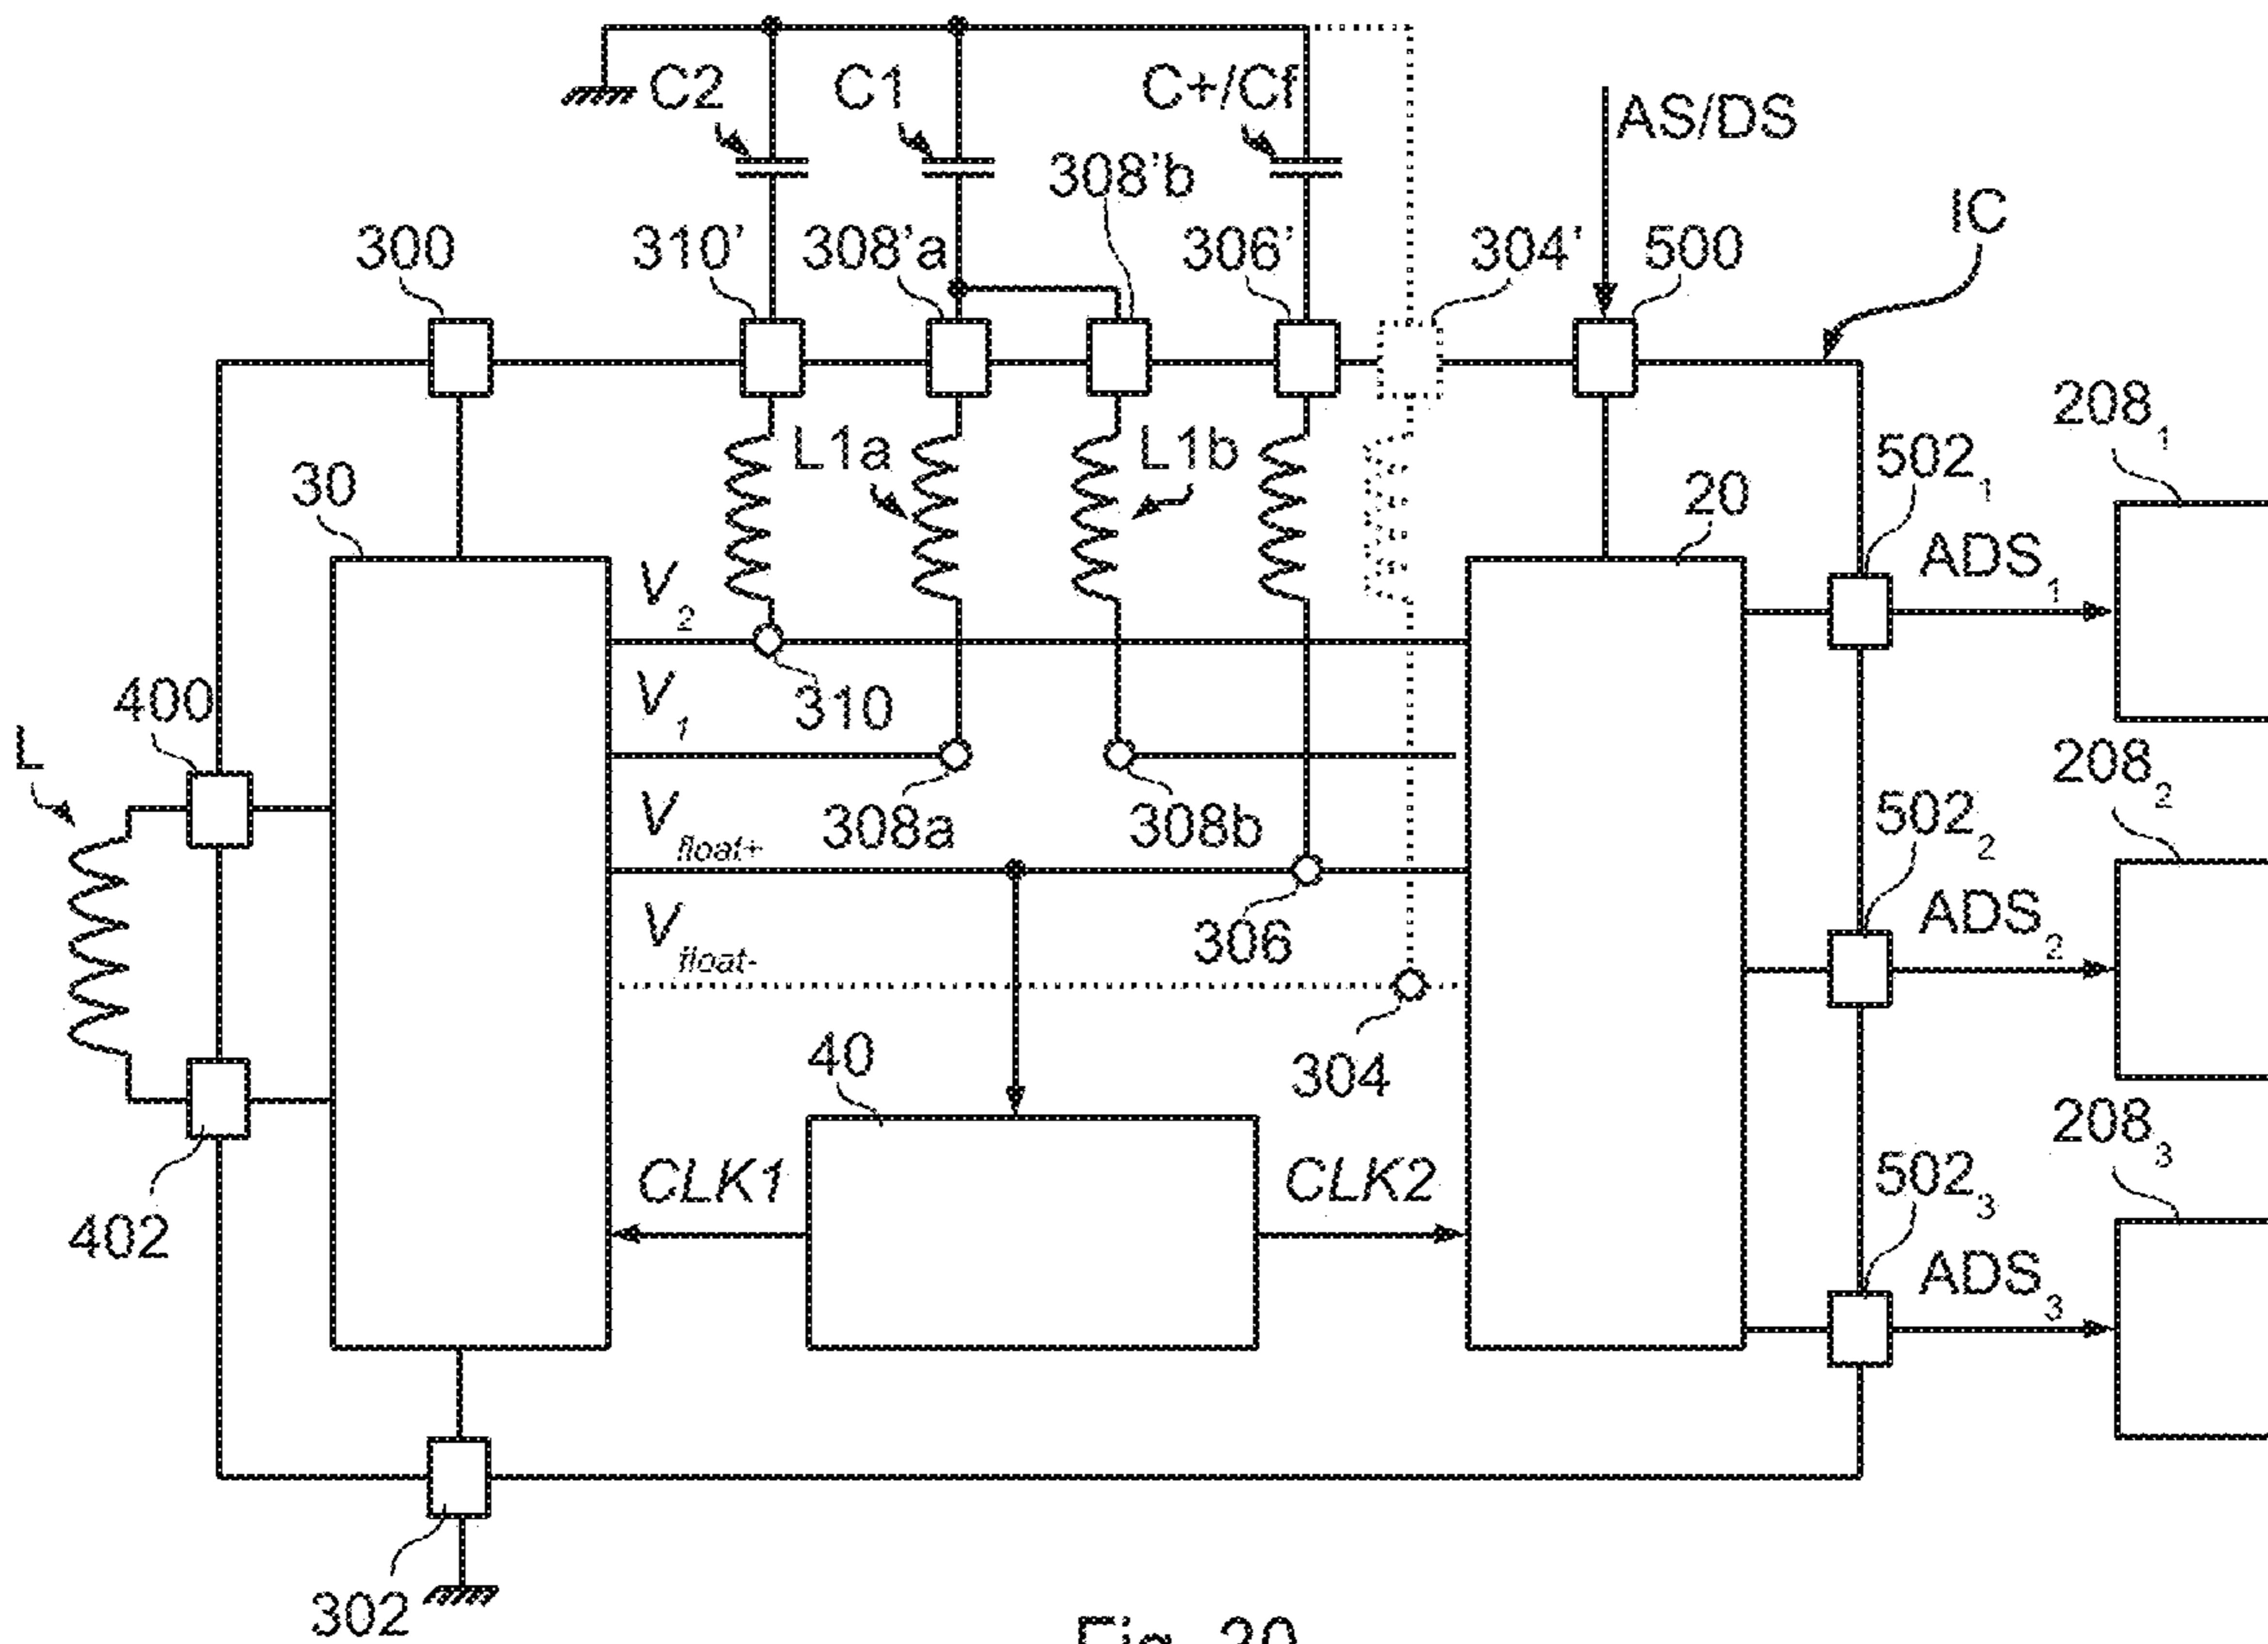 C2
C1
C+/Cf
AS/DS
308'b
IC
300
310'
308'a
306'
304'
500
208₁
L1a
L1b
502₁
30
20
ADS₁
V₂
310
V₁
400
L
208₂
308a
308b
502₂
V_float+
ADS₂
306
V_float-
304
40
208₃
CLK1
CLK2
502₃
402
ADS₃
302
Fig. 20